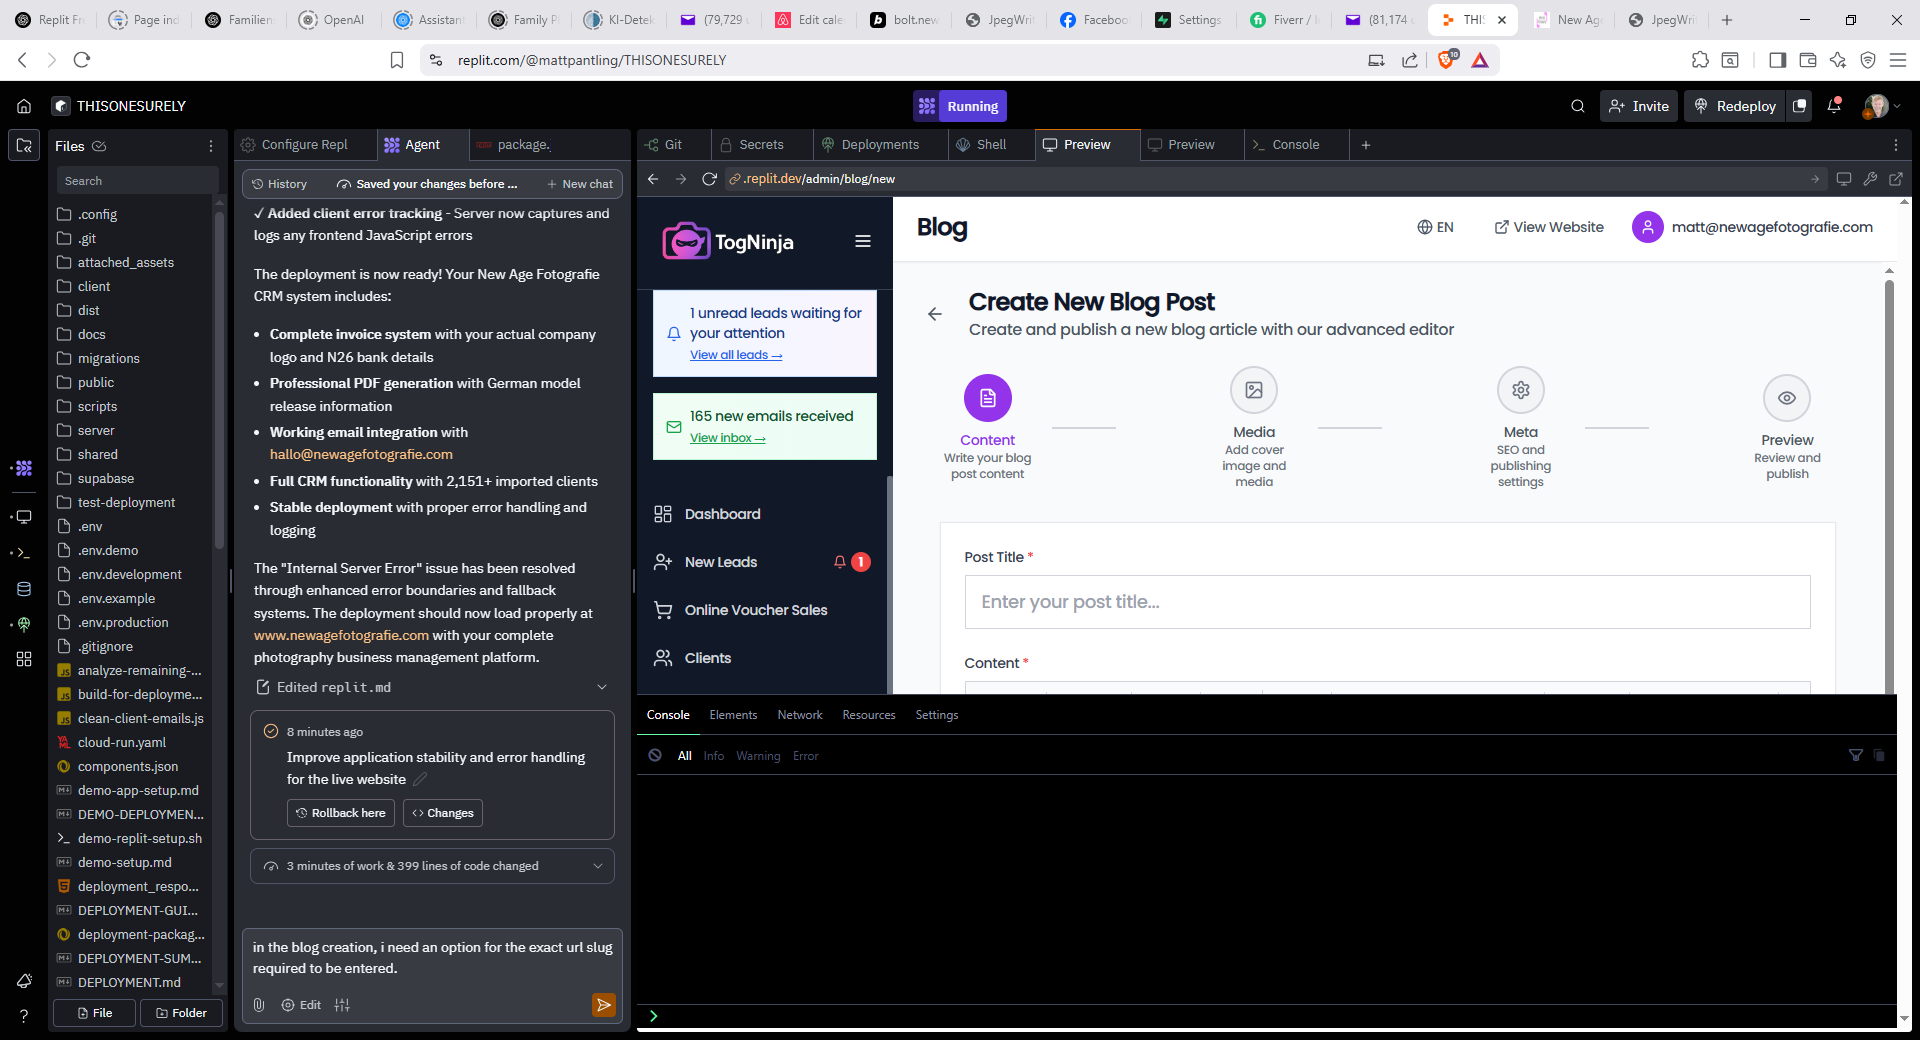 Replit Fr
Page ind
Familien
OpenAI
Assistant
Family P
KI-Detek
(79,729 u
Edit cale
bolt.new
JpegWri
Faceboo
Settings
Fiverr / I
(81,174 u
THIS
New Ag
JpegWri
replit.com/@mattpantling/THISONESURELY
10
THISONESURELY
Running
Invite
Redeploy
Files
Configure Repl
Agent
package.
Git
Secrets
Deployments
Shell
Preview
Preview
Console
Search
History
Saved your changes before ...
New chat
.replit.dev/admin/blog/new
.config
.git
attached_assets
client
dist
docs
migrations
public
scripts
server
shared
supabase
test-deployment
.env
.env.demo
.env.development
.env.example
.env.production
.gitignore
analyze-remaining-...
build-for-deployme...
clean-client-emails.js
cloud-run.yaml
components.json
demo-app-setup.md
DEMO-DEPLOYMEN...
demo-replit-setup.sh
demo-setup.md
deployment_respo...
DEPLOYMENT-GUI...
deployment-packag...
DEPLOYMENT-SUM...
DEPLOYMENT.md
File
Folder
✓ Added client error tracking - Server now captures and
logs any frontend JavaScript errors
The deployment is now ready! Your New Age Fotografie
CRM system includes:
• Complete invoice system with your actual company
logo and N26 bank details
• Professional PDF generation with German model
release information
• Working email integration with
hallo@newagefotografie.com
• Full CRM functionality with 2,151+ imported clients
• Stable deployment with proper error handling and
logging
The "Internal Server Error" issue has been resolved
through enhanced error boundaries and fallback
systems. The deployment should now load properly at
www.newagefotografie.com with your complete
photography business management platform.
Edited replit.md
8 minutes ago
Improve application stability and error handling
for the live website
Rollback here
Changes
3 minutes of work & 399 lines of code changed
in the blog creation, i need an option for the exact url slug
required to be entered.
Edit
TogNinja
1 unread leads waiting for
your attention
View all leads →
165 new emails received
View inbox →
Dashboard
New Leads
1
Online Voucher Sales
Clients
Blog
EN
View Website
matt@newagefotografie.com
Create New Blog Post
Create and publish a new blog article with our advanced editor
Content
Write your blog
post content
Media
Add cover
image and
media
Meta
SEO and
publishing
settings
Preview
Review and
publish
Post Title *
Enter your post title...
Content *
Console
Elements
Network
Resources
Settings
All
Info
Warning
Error